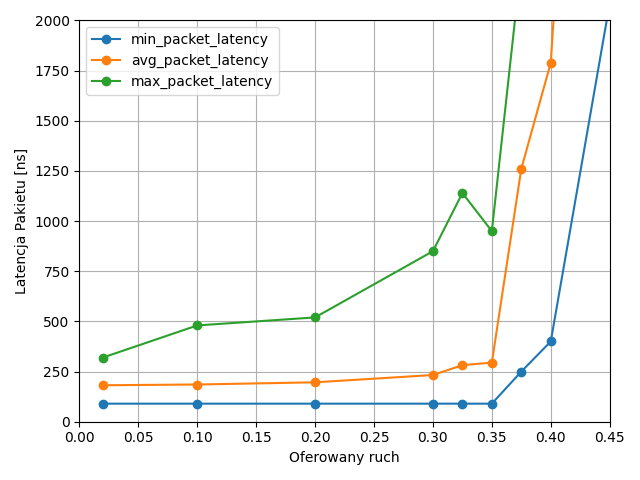 2000
1750
1500
1250
1000
750
500
250
0
Latencja Pakietu [ns]
min_packet_latency
avg_packet_latency
max_packet_latency
0.00 0.05 0.10 0.15 0.20 0.25 0.30 0.35 0.40 0.45
Oferowany ruch